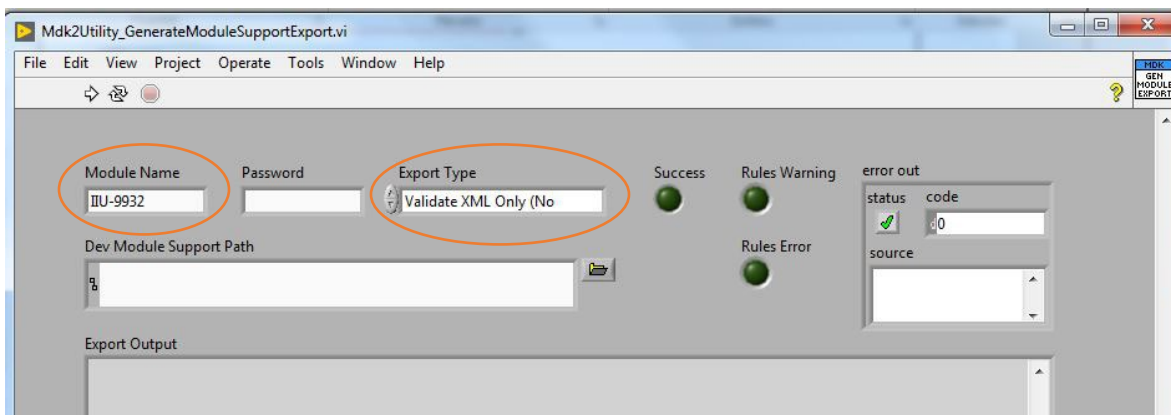 Mdk2Utility_GenerateModuleSupportExport.vi
File Edit View Project Operate Tools Window Help
MDK
GEN
MODULE
EXPORT
Module Name Password Export Type Success Rules Warning error out
IIU-9932 Validate XML Only (No status code
0
Dev Module Support Path Rules Error source
Export Output